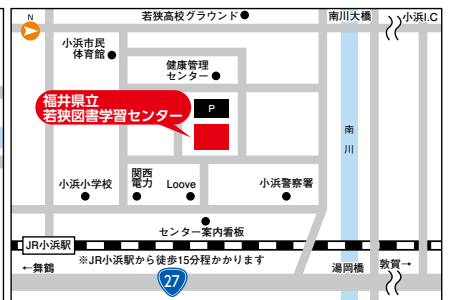 N
若狭高校グラウンド
南川大橋
小浜I.C
小浜市民
体育館
健康管理
センター
福井県立
若狭図書学習センター
P
南
川
小浜小学校
関西
電力
Loove
小浜警察署
センター案内看板
JR小浜駅
←舞鶴
※JR小浜駅から徒歩15分程かかります
湯岡橋
敦賀→
27